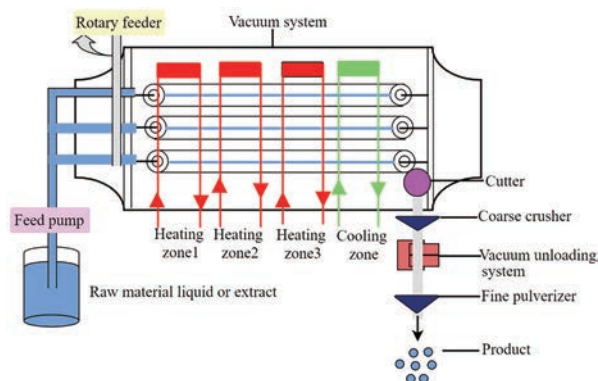 Rotary feeder
Vacuum system
Feed pump
Heating
zone1
Heating
zone2
Heating
zone3
Cooling
zone
Raw material liquid or extract
Cutter
Coarse crusher
Vacuum unloading
system
Fine pulverizer
Product